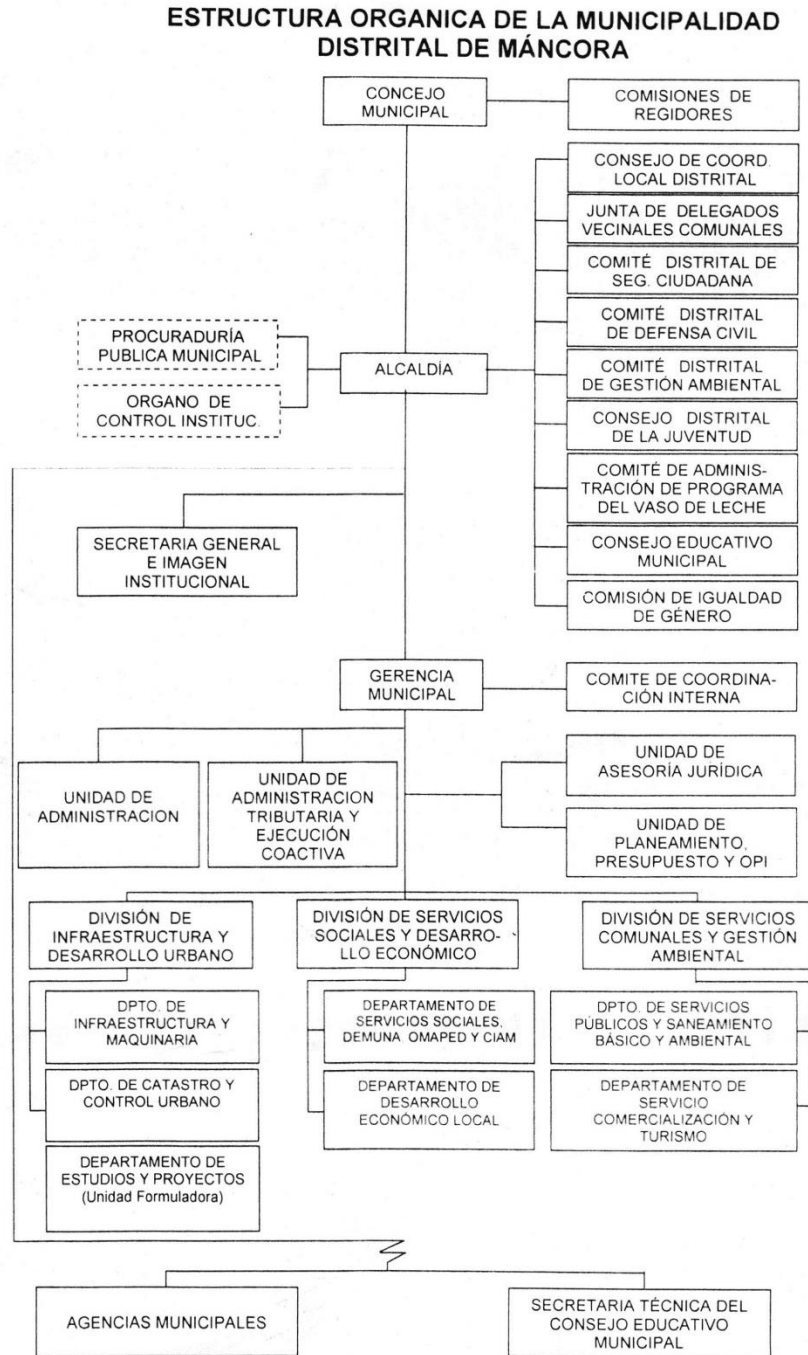 ESTRUCTURA ORGANICA DE LA MUNICIPALIDAD
DISTRITAL DE MÁNCORA
CONCEJO
MUNICIPAL
COMISIONES DE
REGIDORES
CONSEJO DE COORD.
LOCAL DISTRITAL
JUNTA DE DELEGADOS
VECINALES COMUNALES
COMITÉ DISTRITAL DE
SEG. CIUDADANA
COMITÉ DISTRITAL
DE DEFENSA CIVIL
PROCURADURÍA
PUBLICA MUNICIPAL
ALCALDÍA
COMITÉ DISTRITAL
DE GESTIÓN AMBIENTAL
ORGANO DE
CONTROL INSTITUC.
CONSEJO DISTRITAL
DE LA JUVENTUD
COMITÉ DE ADMINIS-
TRACIÓN DE PROGRAMA
DEL VASO DE LECHE
SECRETARIA GENERAL
E IMAGEN
INSTITUCIONAL
CONSEJO EDUCATIVO
MUNICIPAL
COMISIÓN DE IGUALDAD
DE GÉNERO
GERENCIA
MUNICIPAL
COMITE DE COORDINA-
CIÓN INTERNA
UNIDAD DE
ADMINISTRACION
UNIDAD DE
ADMINISTRACION
TRIBUTARIA Y
EJECUCIÓN
COACTIVA
UNIDAD DE
ASESORÍA JURÍDICA
UNIDAD DE
PLANEAMIENTO,
PRESUPUESTO Y OPI
DIVISIÓN DE
INFRAESTRUCTURA Y
DESARROLLO URBANO
DIVISIÓN DE SERVICIOS
SOCIALES Y DESARRO-
LLO ECONÓMICO
DIVISIÓN DE SERVICIOS
COMUNALES Y GESTIÓN
AMBIENTAL
DPTO. DE
INFRAESTRUCTURA Y
MAQUINARIA
DEPARTAMENTO DE
SERVICIOS SOCIALES,
DEMUNA. OMAPED Y CIAM
DPTO. DE SERVICIOS
PÚBLICOS Y SANEAMIENTO
BÁSICO Y AMBIENTAL
DPTO. DE CATASTRO Y
CONTROL URBANO
DEPARTAMENTO DE
DESARROLLO
ECONÓMICO LOCAL
DEPARTAMENTO DE
SERVICIO
COMERCIALIZACIÓN Y
TURISMO
DEPARTAMENTO DE
ESTUDIOS Y PROYECTOS
(Unidad Formuladora)
AGENCIAS MUNICIPALES
SECRETARIA TÉCNICA DEL
CONSEJO EDUCATIVO
MUNICIPAL